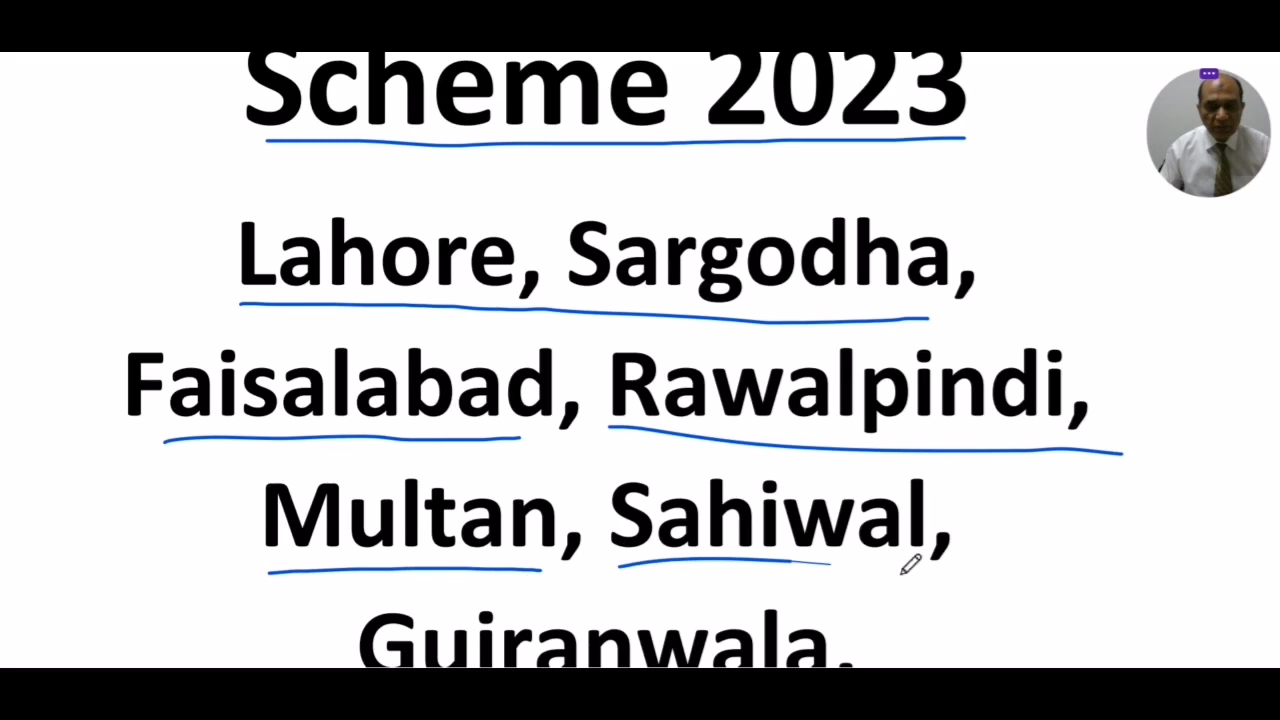 Scheme 2023
Lahore, Sargodha,
Faisalabad, Rawalpindi,
Multan, Sahiwal,
Gujranwala,